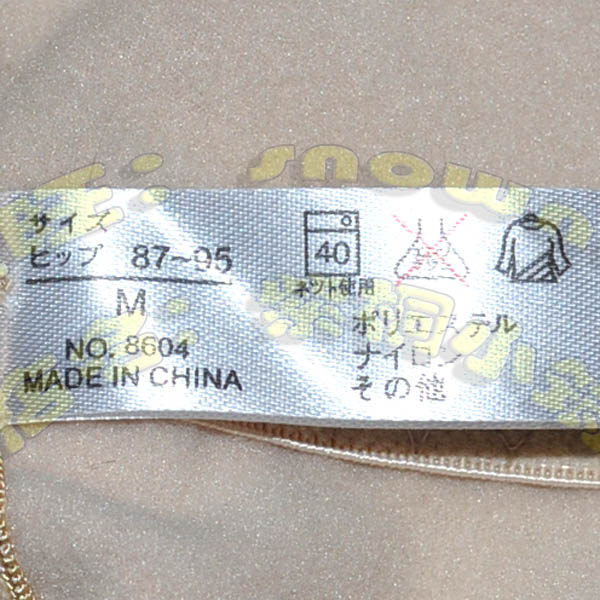 サイズ
ヒップ 87~95
M
NO. 8604
MADE IN CHINA
40
ネット使用
ポリエステル
ナイロン
その他
snow